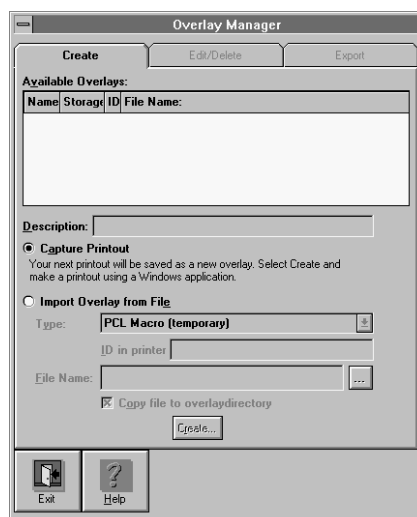 Overlay Manager
Create Edit/Delete Export
Available Overlays:
Name Storage ID File Name:
Description:
Capture Printout
Your next printout will be saved as a new overlay. Select Create and
make a printout using a Windows application.
Import Overlay from File
Type: PCL Macro (temporary)
ID in printer
File Name: ...
Copy file to overlaydirectory
Create...
Exit Help